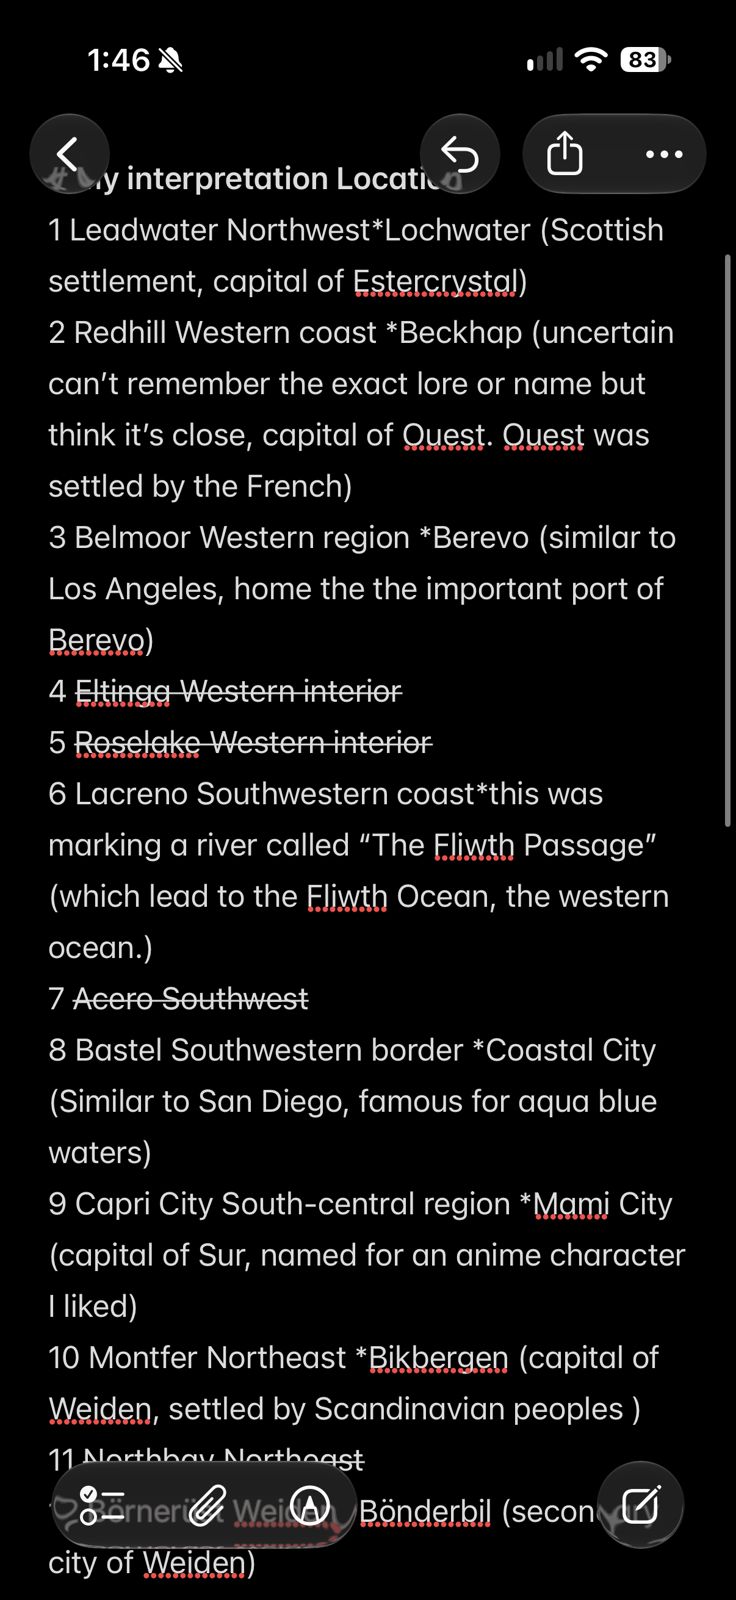 1:46
83
y interpretation Locatio
1 Leadwater Northwest*Lochwater (Scottish
settlement, capital of Estercrystal)
2 Redhill Western coast *Beckhap (uncertain
can’t remember the exact lore or name but
think it’s close, capital of Ouest. Ouest was
settled by the French)
3 Belmoor Western region *Berevo (similar to
Los Angeles, home the the important port of
Berevo)
4 Eltinga Western interior
5 Roselake Western interior
6 Lacreno Southwestern coast*this was
marking a river called “The Fliwth Passage”
(which lead to the Fliwth Ocean, the western
ocean.)
7 Acero Southwest
8 Bastel Southwestern border *Coastal City
(Similar to San Diego, famous for aqua blue
waters)
9 Capri City South-central region *Mami City
(capital of Sur, named for an anime character
I liked)
10 Montfer Northeast *Bikbergen (capital of
Weiden, settled by Scandinavian peoples )
11 Northbay Northeast
Weiden Bönderbil (secondary
city of Weiden)